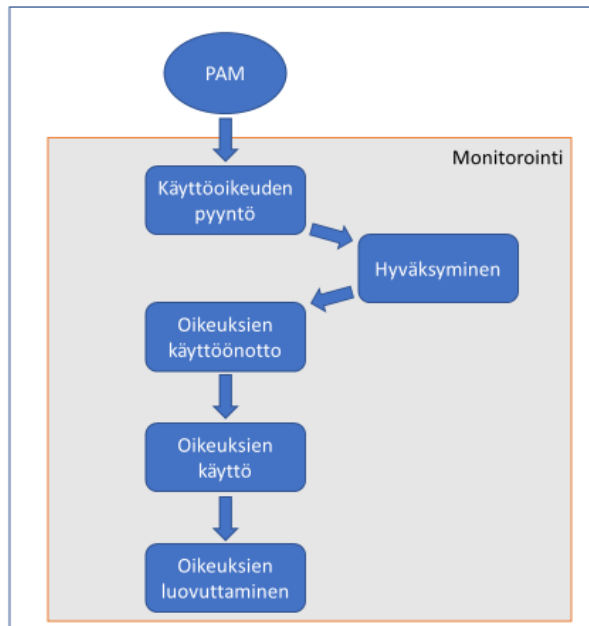 PAM
Monitorointi
Käyttöoikeuden
pyyntö
Hyväksyminen
Oikeuksien
käyttöönotto
Oikeuksien
käyttö
Oikeuksien
luovuttaminen